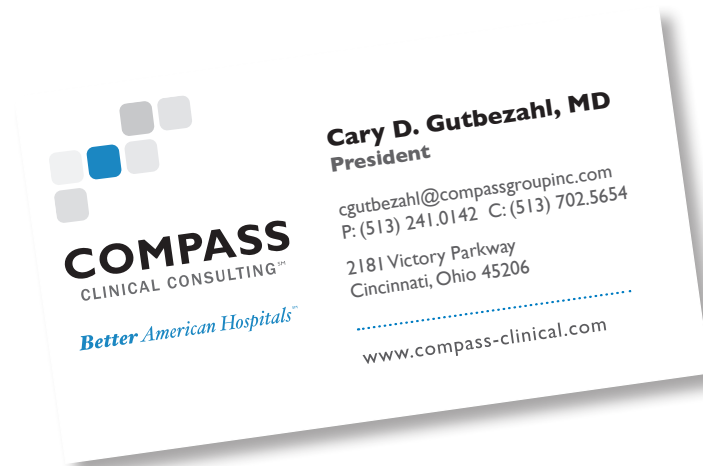 COMPASS
CLINICAL CONSULTING℠
Better American Hospitals℠
Cary D. Gutbezahl, MD
President
cgutbezahl@compassgroupinc.com
P: (513) 241.0142 C: (513) 702.5654
2181 Victory Parkway
Cincinnati, Ohio 45206
www.compass-clinical.com